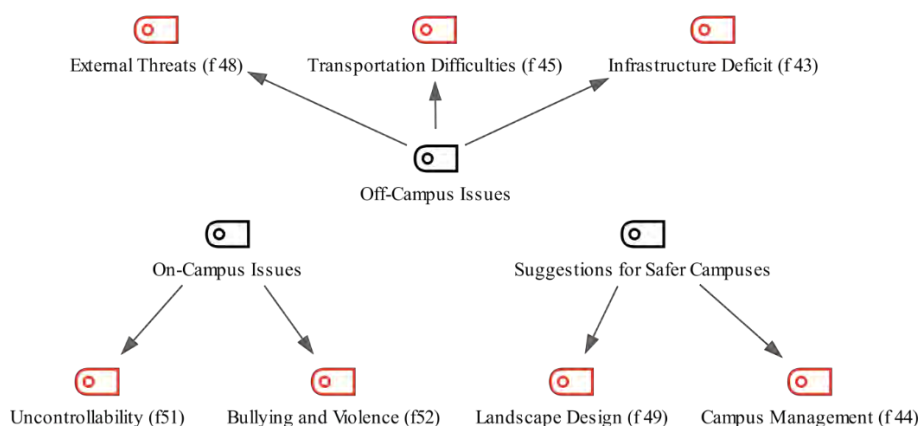 External Threats (f 48)
Transportation Difficulties (f 45)
Infrastructure Deficit (f 43)
Off-Campus Issues
On-Campus Issues
Suggestions for Safer Campuses
Uncontrollability (f51)
Bullying and Violence (f52)
Landscape Design (f 49)
Campus Management (f 44)